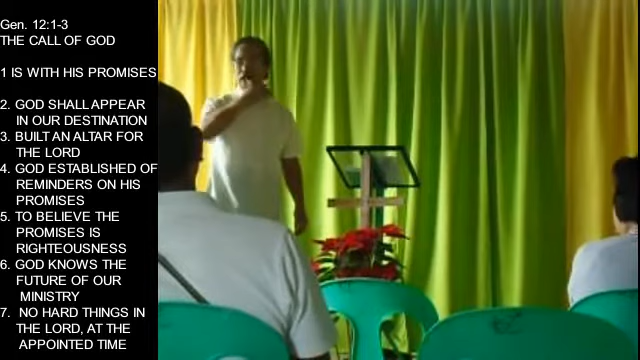 Gen. 12:1-3
THE CALL OF GOD
1 IS WITH HIS PROMISES
2. GOD SHALL APPEAR
IN OUR DESTINATION
3. BUILT AN ALTAR FOR
THE LORD
4. GOD ESTABLISHED OF
REMINDERS ON HIS
PROMISES
5. TO BELIEVE THE
PROMISES IS
RIGHTEOUSNESS
6. GOD KNOWS THE
FUTURE OF OUR
MINISTRY
7. NO HARD THINGS IN
THE LORD, AT THE
APPOINTED TIME